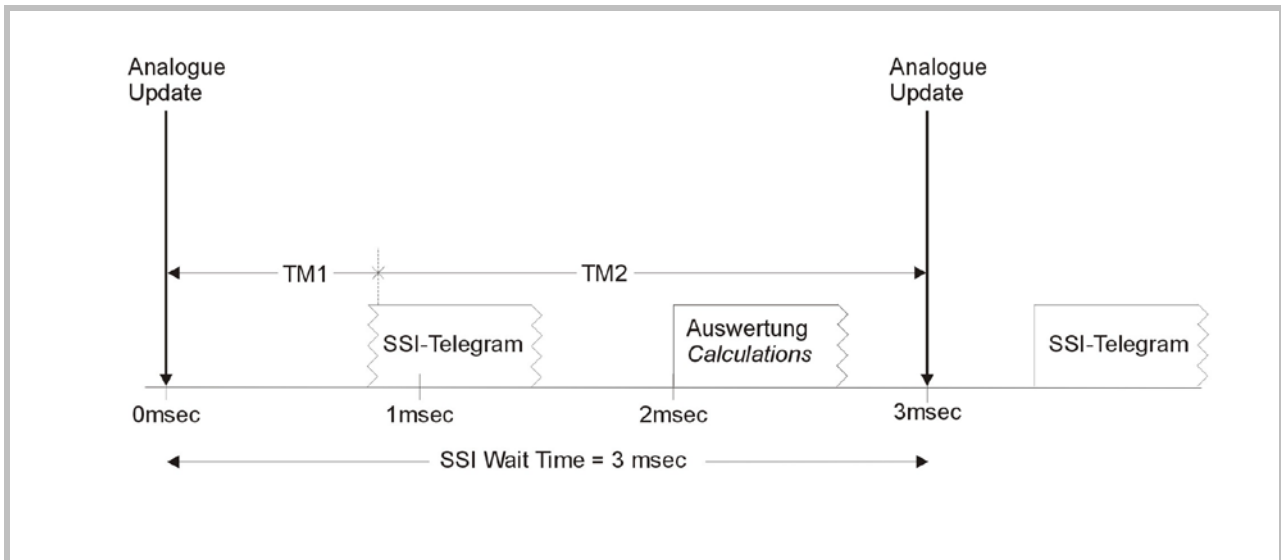 Analogue
Update
Analogue
Update
TM1
TM2
SSI-Telegram
Auswertung
Calculations
SSI-Telegram
0msec
1msec
2msec
3msec
SSI Wait Time = 3 msec